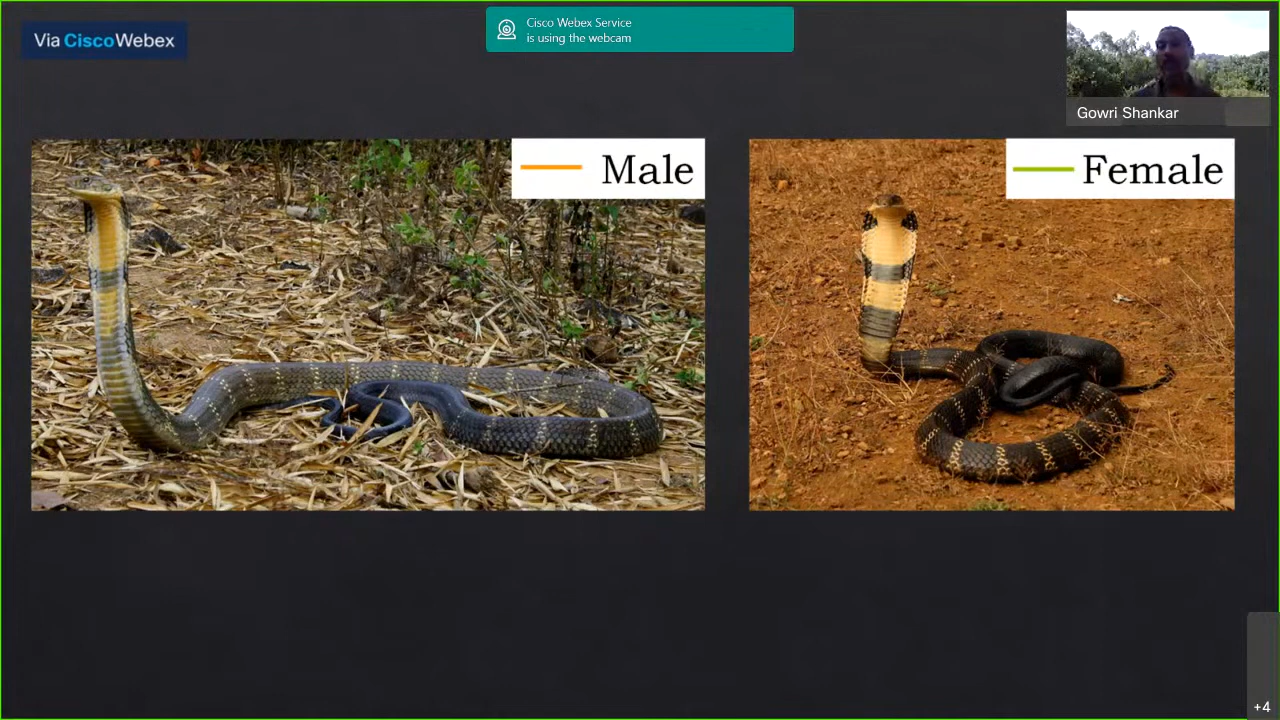 Via CiscoWebex
Cisco Webex Service
is using the webcam
Gowri Shankar
Male
Female
+4